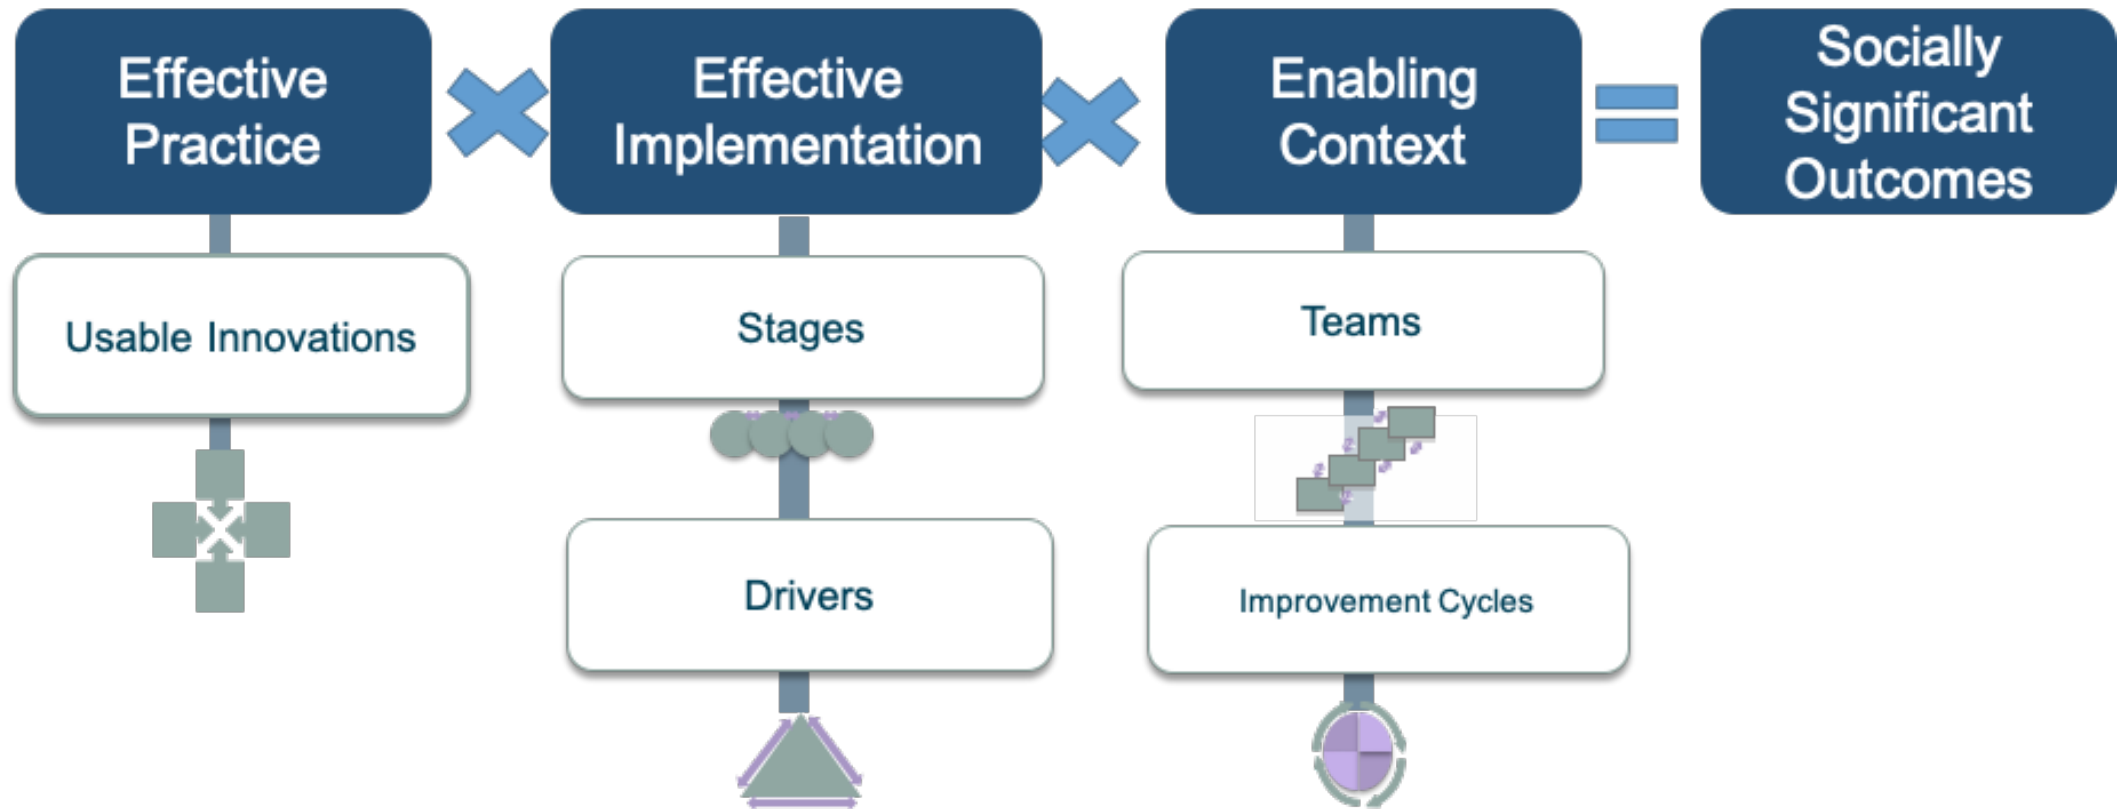 Effective
Practice
Effective
Implementation
Enabling
Context
Socially
Significant
Outcomes
Usable Innovations
Stages
Teams
Drivers
Improvement Cycles